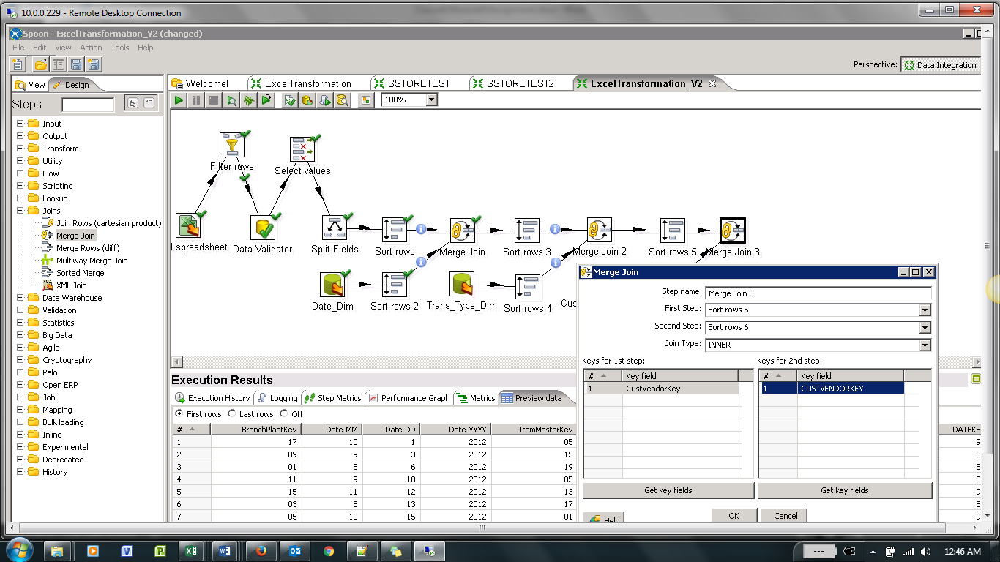 10.0.0.229 - Remote Desktop Connection
Spoon - ExcelTransformation_V2 (changed)
File Edit View Action Tools Help
Perspective: Data Integration
View Design
Welcome! ExcelTransformation SSTORETEST SSTORETEST2 ExcelTransformation_V2
Steps
100%
Input
Output
Transform
Utility
Flow
Scripting
Lookup
Joins
Join Rows (cartesian product)
Merge Join
Merge Rows (diff)
Multiway Merge Join
Sorted Merge
XML Join
Data Warehouse
Validation
Statistics
Big Data
Agile
Cryptography
Palo
Open ERP
Job
Mapping
Bulk loading
Inline
Experimental
Deprecated
History
Filter rows
Select values
spreadsheet Data Validator Split Fields Sort rows Merge Join Sort rows 3 Merge Join 2 Sort rows 5 Merge Join 3
Date_Dim Sort rows 2 Trans_Type_Dim Sort rows 4 Cus
Merge Join
Step name Merge Join 3
First Step: Sort rows 5
Second Step: Sort rows 6
Join Type: INNER
Keys for 1st step: Keys for 2nd step:
# Key field # Key field
1 CustVendorKey 1 CUSTVENDORKEY
Get key fields Get key fields
Help OK Cancel
Execution Results
Execution History Logging Step Metrics Performance Graph Metrics Preview data
First rows Last rows Off
# BranchPlantKey Date-MM Date-DD Date-YYYY ItemMasterKey DATEKE
1 17 10 1 2012 05 9
2 09 9 3 2012 15 8
3 01 8 6 2012 19 8
4 11 9 10 2012 05 8
5 15 11 12 2012 13 9
6 03 8 13 2012 17 8
7 05 10 15 2012 01 9
12:46 AM